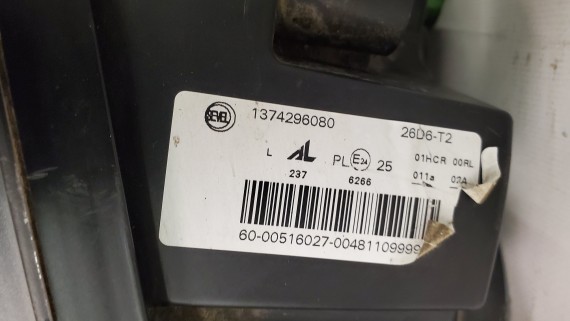 SEVEL 1374296080 26D6-T2
L AL PL E24 25 01HCR 00RL
237 6266 011a 02A
60-00516027-00481109999